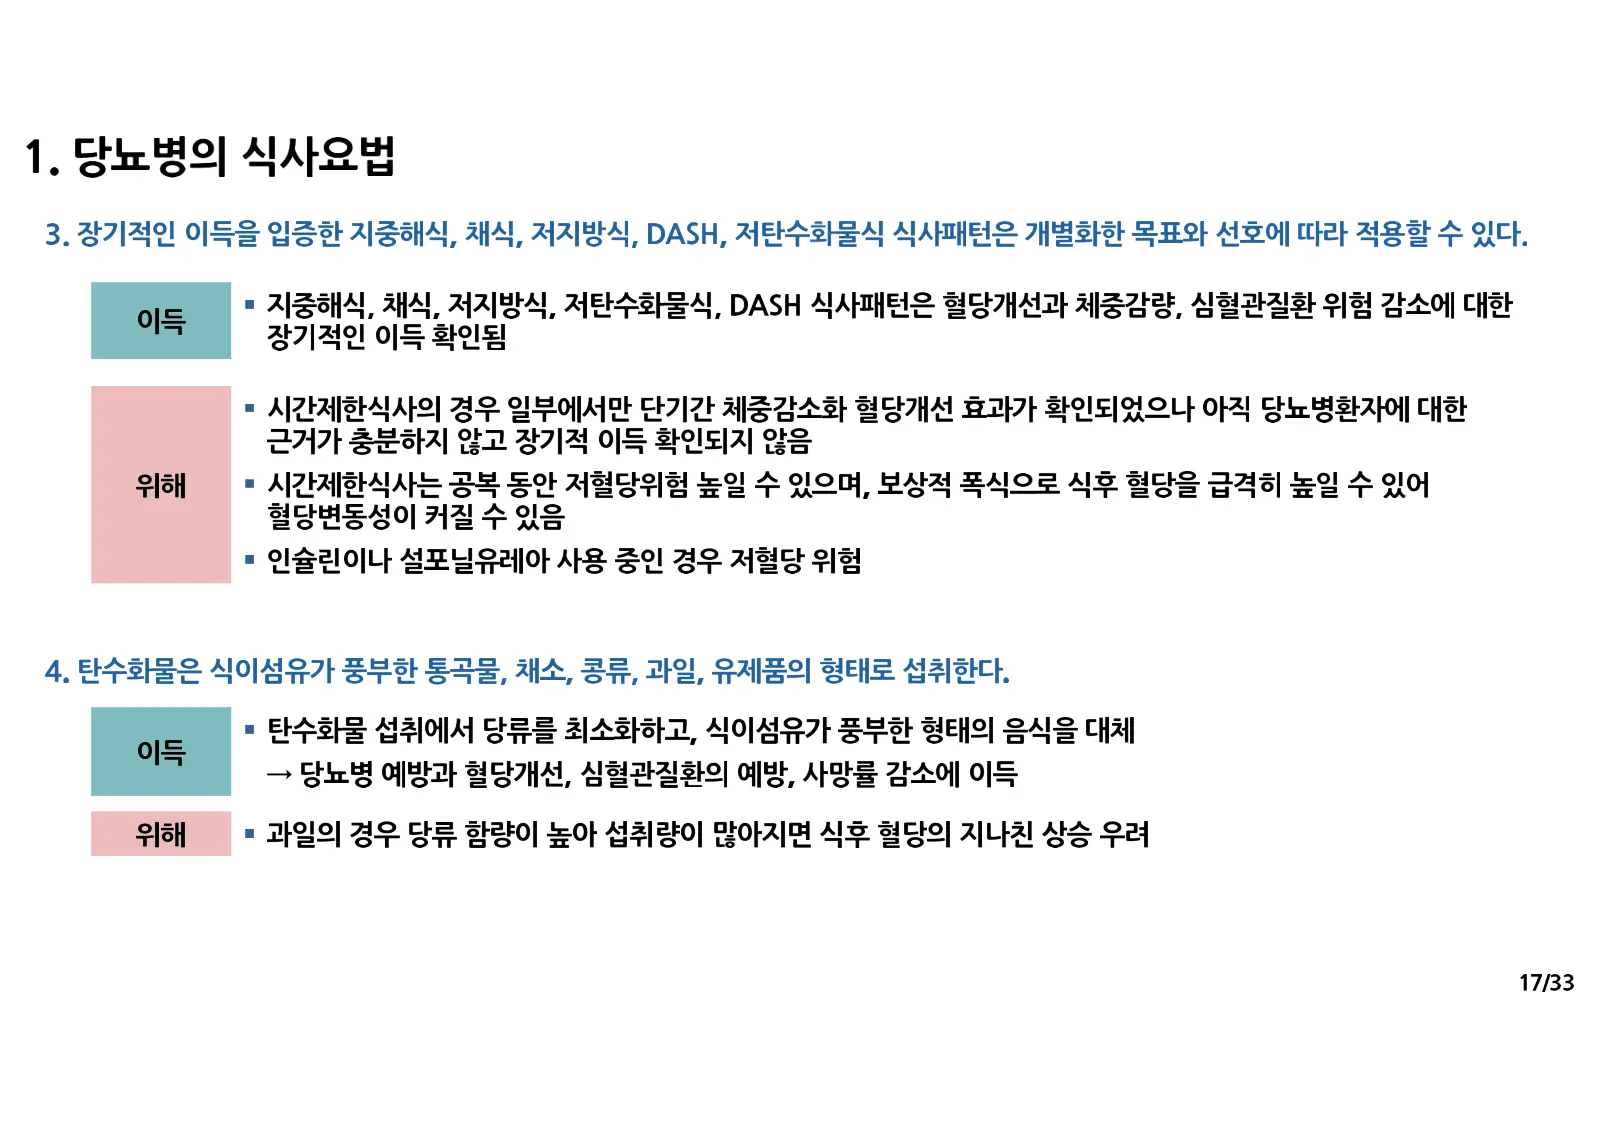 1. 당뇨병의 식사요법
3. 장기적인 이득을 입증한 지중해식, 채식, 저지방식, DASH, 저탄수화물식 식사패턴은 개별화한 목표와 선호에 따라 적용할 수 있다.
이득
▪ 지중해식, 채식, 저지방식, 저탄수화물식, DASH 식사패턴은 혈당개선과 체중감량, 심혈관질환 위험 감소에 대한
장기적인 이득 확인됨
위해
▪ 시간제한식사의 경우 일부에서만 단기간 체중감소화 혈당개선 효과가 확인되었으나 아직 당뇨병환자에 대한
근거가 충분하지 않고 장기적 이득 확인되지 않음
▪ 시간제한식사는 공복 동안 저혈당위험 높일 수 있으며, 보상적 폭식으로 식후 혈당을 급격히 높일 수 있어
혈당변동성이 커질 수 있음
▪ 인슐린이나 설포닐유레아 사용 중인 경우 저혈당 위험
4. 탄수화물은 식이섬유가 풍부한 통곡물, 채소, 콩류, 과일, 유제품의 형태로 섭취한다.
이득
▪ 탄수화물 섭취에서 당류를 최소화하고, 식이섬유가 풍부한 형태의 음식을 대체
→ 당뇨병 예방과 혈당개선, 심혈관질환의 예방, 사망률 감소에 이득
위해
▪ 과일의 경우 당류 함량이 높아 섭취량이 많아지면 식후 혈당의 지나친 상승 우려
17/33